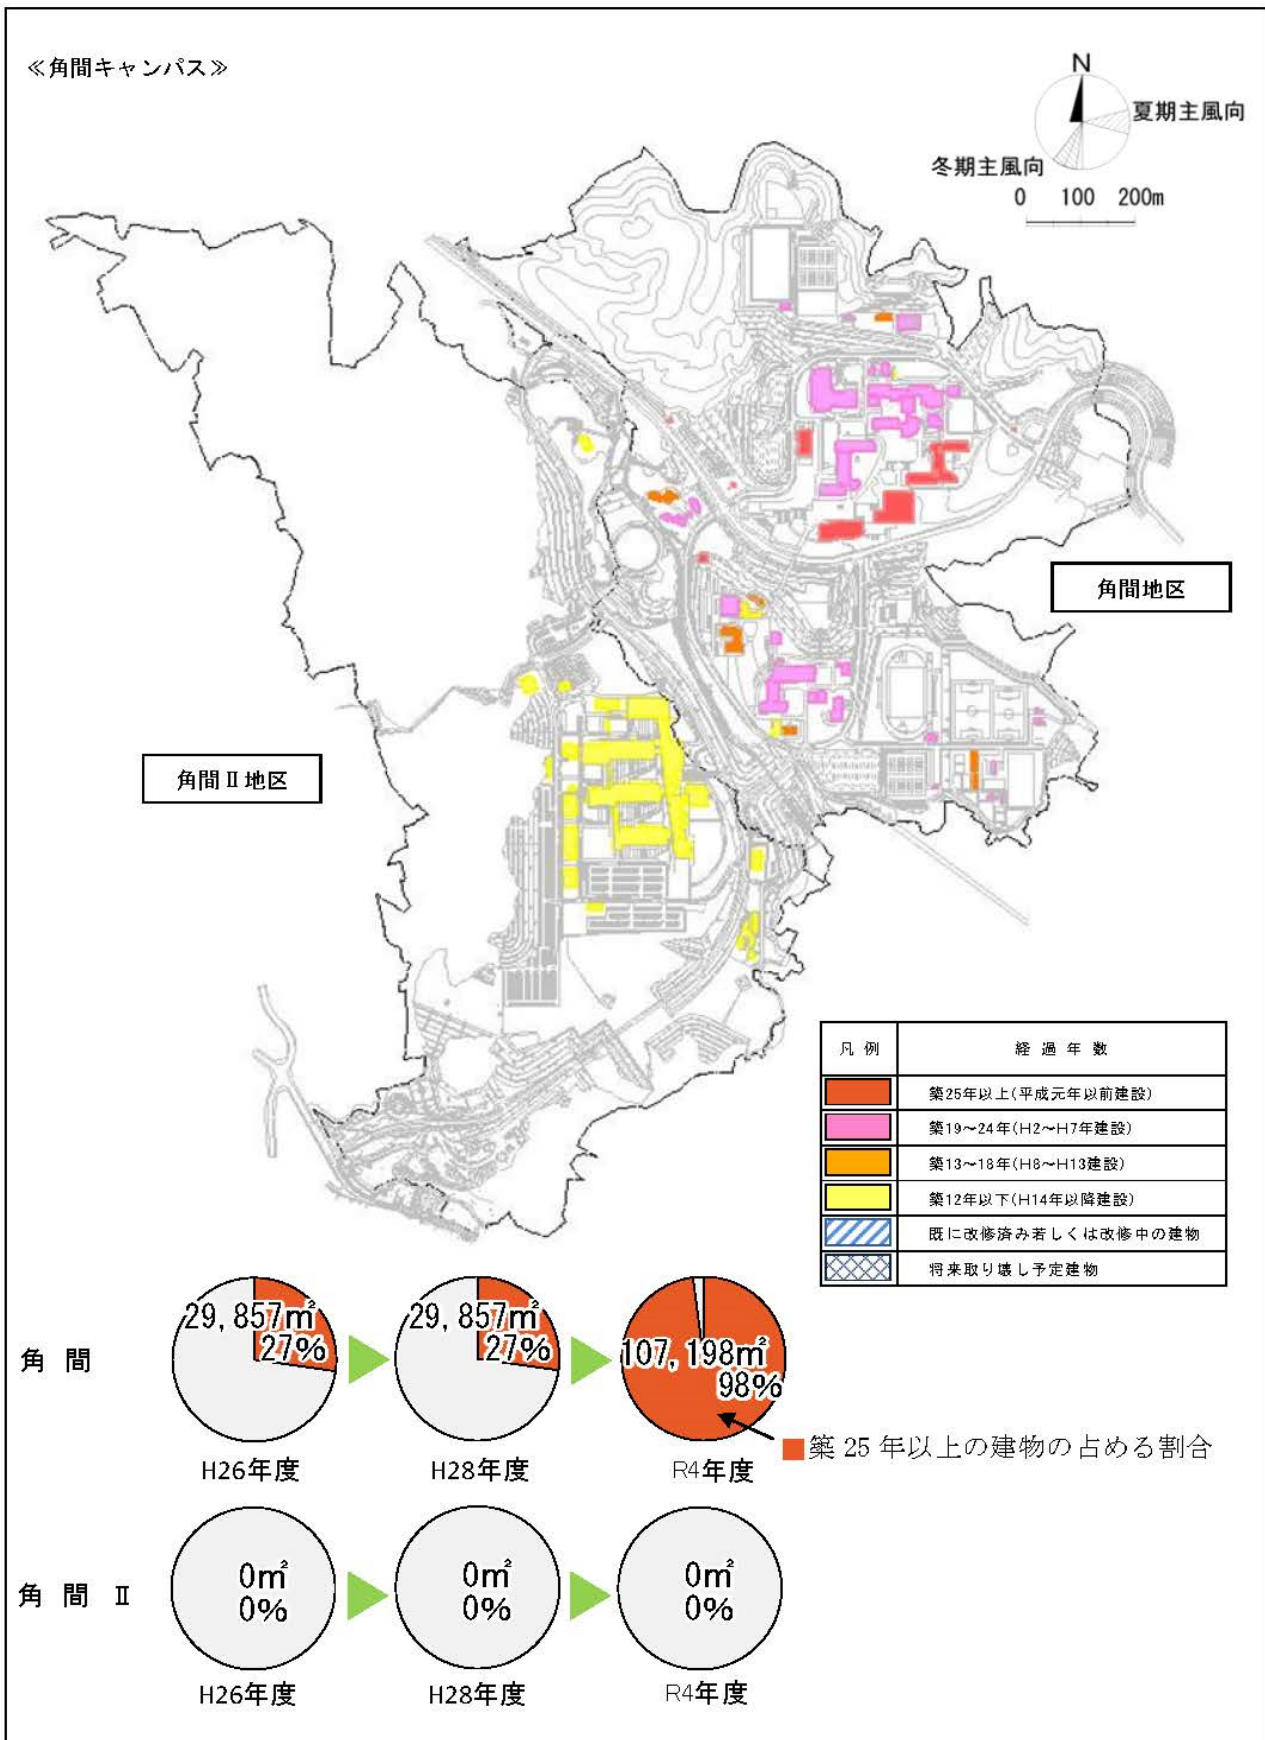 ≪角間キャンパス≫
N
夏期主風向
冬期主風向
0 100 200m
角間地区
角間Ⅱ地区
凡例 経過年数
築25年以上(平成元年以前建設)
築19~24年(H2~H7年建設)
築13~18年(H8~H13建設)
築12年以下(H14年以降建設)
既に改修済み若しくは改修中の建物
将来取り壊し予定建物
角間
29,857㎡
27%
H26年度
29,857㎡
27%
H28年度
107,198㎡
98%
R4年度
■築25年以上の建物の占める割合
角間 Ⅱ
0㎡
0%
H26年度
0㎡
0%
H28年度
0㎡
0%
R4年度